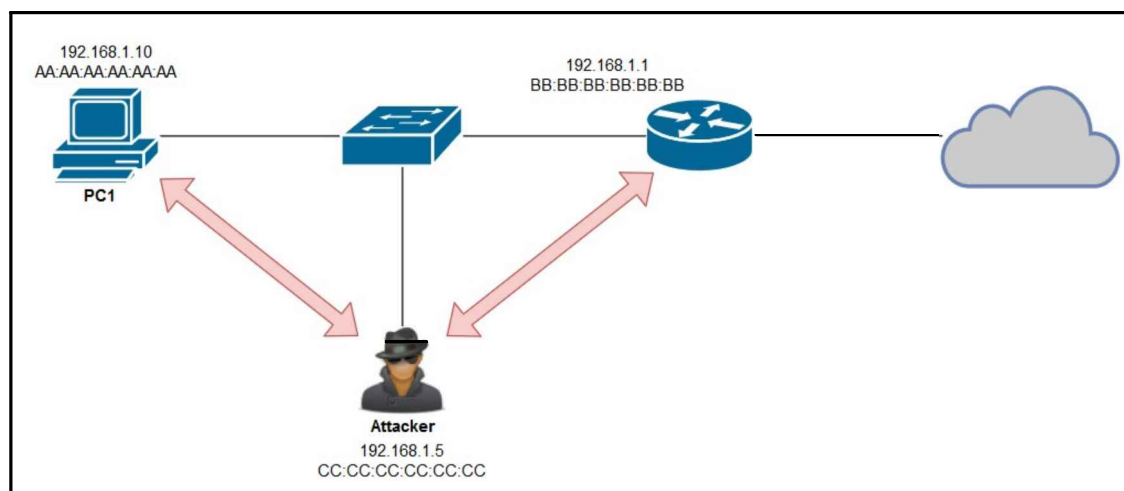 192.168.1.10
AA:AA:AA:AA:AA:AA
PC1
192.168.1.1
BB:BB:BB:BB:BB:BB
Attacker
192.168.1.5
CC:CC:CC:CC:CC:CC